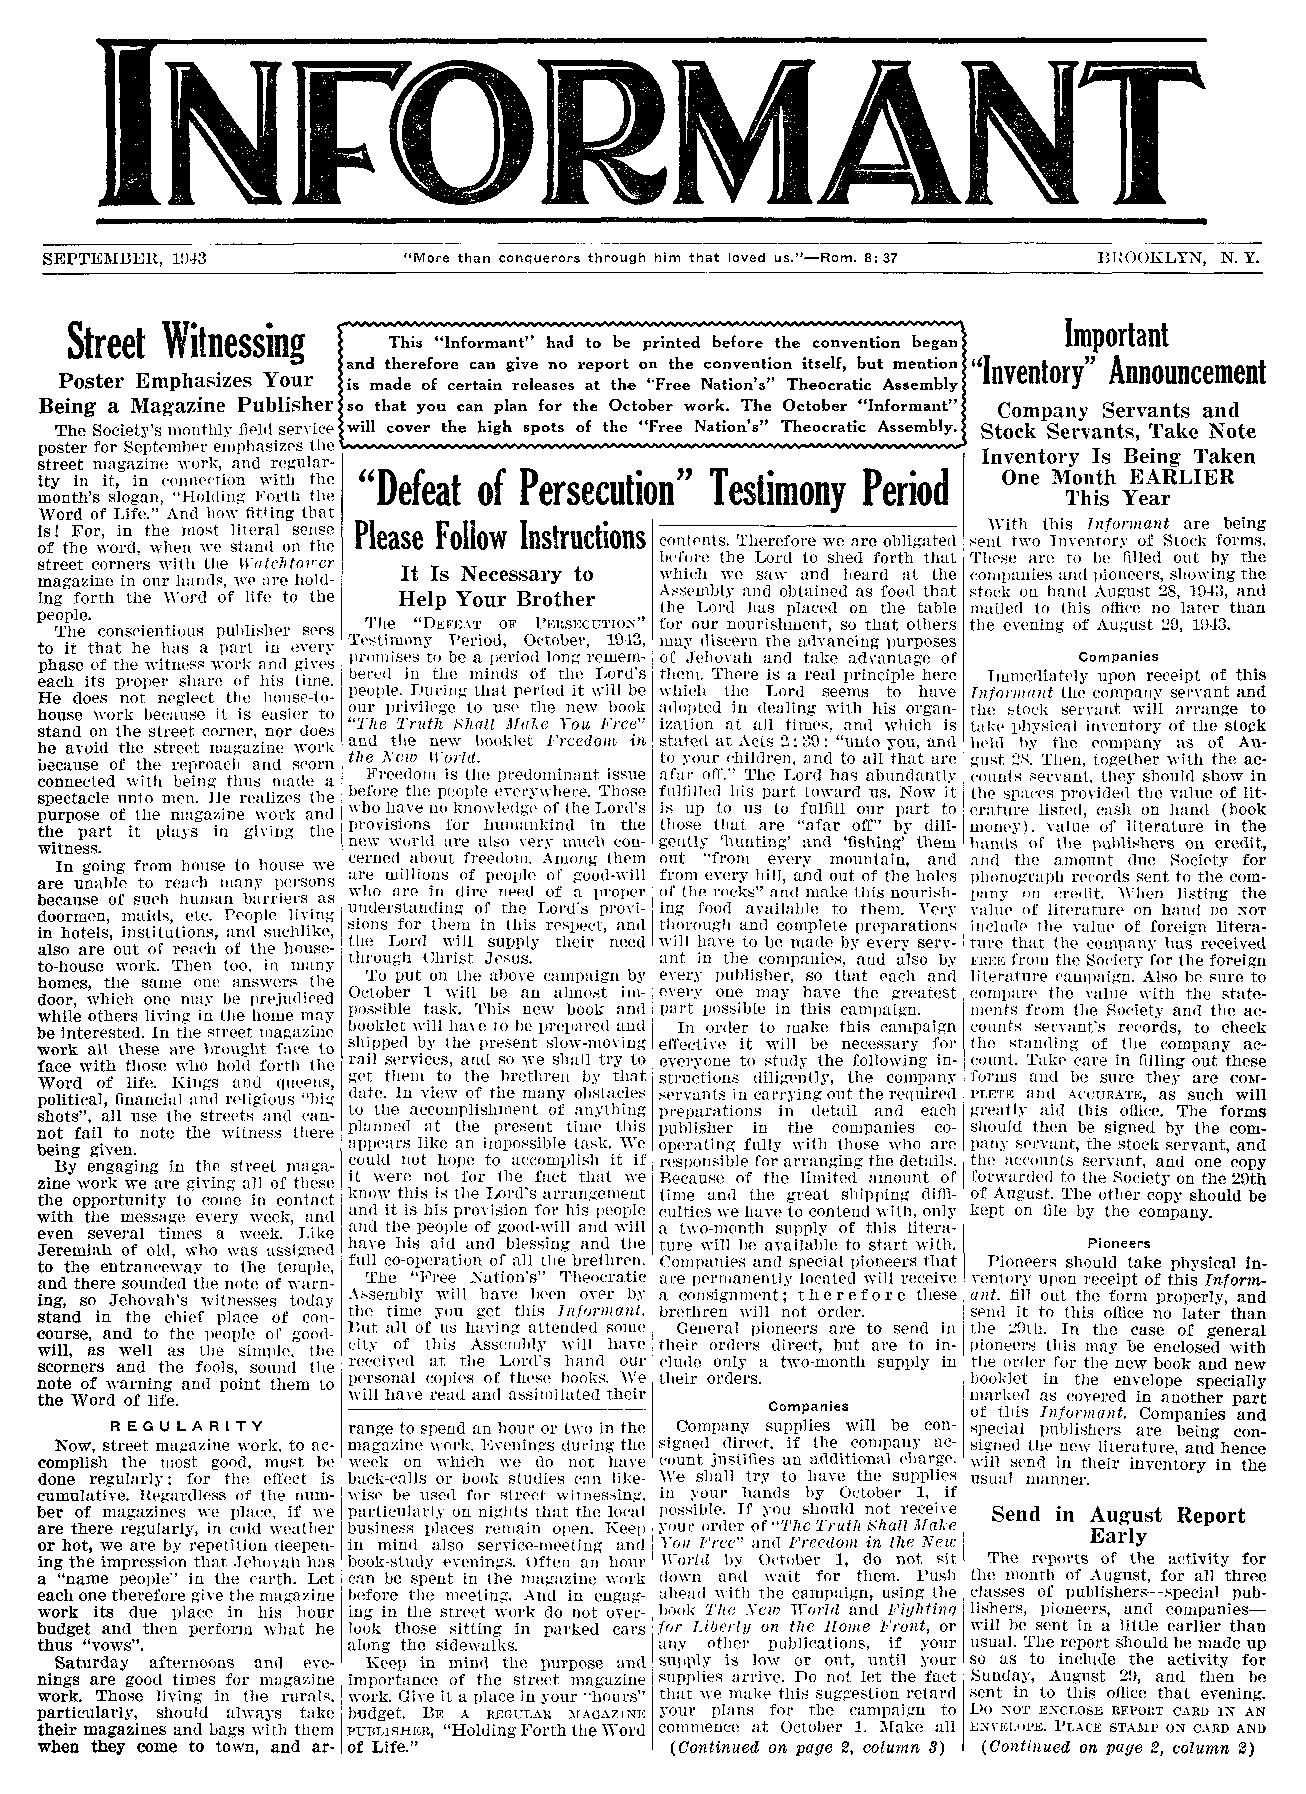 INFORMANT
SEPTEMBER, 1943
"More than conquerors through him that loved us."—Rom. 8:37
BROOKLYN, N. Y.
Street Witnessing
Poster Emphasizes Your
Being a Magazine Publisher
The Society's monthly field service
poster for September emphasizes the
street magazine work, and regular-
ity in it, in connection with the
month's slogan, "Holding Forth the
Word of Life." And how fitting that
is! For, in the most literal sense
of the word, when we stand on the
street corners with the Watchtower
magazine in our hands, we are hold-
ing forth the Word of life to the
people.
The conscientious publisher sees
to it that he has a part in every
phase of the witness work and gives
each its proper share of his time.
He does not neglect the house-to-
house work because it is easier to
stand on the street corner, nor does
he avoid the street magazine work
because of the reproach and scorn
connected with being thus made a
spectacle unto men. He realizes the
purpose of the magazine work and
the part it plays in giving the
witness.
In going from house to house we
are unable to reach many persons
because of such human barriers as
doormen, maids, etc. People living
in hotels, institutions, and suchlike,
also are out of reach of the house-
to-house work. Then too, in many
homes, the same one answers the
door, which one may be prejudiced
while others living in the home may
be interested. In the street magazine
work all these are brought face to
face with those who hold forth the
Word of life. Kings and queens,
political, financial and religious "big
shots", all use the streets and can-
not fail to note the witness there
being given.
By engaging in the street maga-
zine work we are giving all of these
the opportunity to come in contact
with the message every week, and
even several times a week. Like
Jeremiah of old, who was assigned
to the entranceway to the temple,
and there sounded the note of warn-
ing, so Jehovah's witnesses today
stand in the chief place of con-
course, and to the people of good-
will, as well as the simple, the
scorners and the fools, sound the
note of warning and point them to
the Word of life.
REGULARITY
Now, street magazine work, to ac-
complish the most good, must be
done regularly; for the effect is
cumulative. Regardless of the num-
ber of magazines we place, if we
are there regularly, in cold weather
or hot, we are by repetition deepen-
ing the impression that Jehovah has
a "name people" in the earth. Let
each one therefore give the magazine
work its due place in his hour
budget and then perform what he
thus "vows".
Saturday afternoons and eve-
nings are good times for magazine
work. Those living in the rurals,
particularly, should always take
their magazines and bags with them
when they come to town, and ar-
range to spend an hour or two in the
magazine work. Evenings during the
week on which we do not have
back-calls or book studies can like-
wise be used for street witnessing,
particularly on nights that the local
business places remain open. Keep
in mind also service-meeting and
book-study evenings. Often an hour
can be spent in the magazine work
before the meeting. And in engag-
ing in the street work do not over-
look those sitting in parked cars
along the sidewalks.
Keep in mind the purpose and
importance of the street magazine
work. Give it a place in your "hours"
budget. BE A REGULAR MAGAZINE
PUBLISHER, "Holding Forth the Word
of Life."
This "Informant" had to be printed before the convention began
and therefore can give no report on the convention itself, but mention
is made of certain releases at the "Free Nation's" Theocratic Assembly
so that you can plan for the October work. The October "Informant"
will cover the high spots of the "Free Nation's" Theocratic Assembly.
"Defeat of Persecution" Testimony Period
Please Follow Instructions
It Is Necessary to
Help Your Brother
The "DEFEAT OF PERSECUTION"
Testimony Period, October, 1943,
promises to be a period long remem-
bered in the minds of the Lord's
people. During that period it will be
our privilege to use the new book
"The Truth Shall Make You Free"
and the new booklet Freedom in
the New World.
Freedom is the predominant issue
before the people everywhere. Those
who have no knowledge of the Lord's
provisions for humankind in the
new world are also very much con-
cerned about freedom. Among them
are millions of people of good-will
who are in dire need of a proper
understanding of the Lord's provi-
sions for them in this respect, and
the Lord will supply their need
through Christ Jesus.
To put on the above campaign by
October 1 will be an almost im-
possible task. This new book and
booklet will have to be prepared and
shipped by the present slow-moving
rail services, and so we shall try to
get them to the brethren by that
date. In view of the many obstacles
to the accomplishment of anything
planned at the present time this
appears like an impossible task. We
could not hope to accomplish it if
it were not for the fact that we
know this is the Lord's arrangement
and it is his provision for his people
and the people of good-will and will
have his aid and blessing and the
full co-operation of all the brethren.
The "Free Nation's" Theocratic
Assembly will have been over by
the time you get this Informant.
But all of us having attended some
city of this Assembly will have
received at the Lord's hand our
personal copies of these books. We
will have read and assimilated their
contents. Therefore we are obligated
before the Lord to shed forth that
which we saw and heard at the
Assembly and obtained as food that
the Lord has placed on the table
for our nourishment, so that others
may discern the advancing purposes
of Jehovah and take advantage of
them. There is a real principle here
which the Lord seems to have
adopted in dealing with his organ-
ization at all times, and which is
stated at Acts 2:39: "unto you, and
to your children, and to all that are
afar off." The Lord has abundantly
fulfilled his part toward us. Now it
is up to us to fulfill our part to
those that are "afar off" by dili-
gently 'hunting' and 'fishing' them
out "from every mountain, and
from every hill, and out of the holes
of the rocks" and make this nourish-
ing food available to them. Very
thorough and complete preparations
will have to be made by every serv-
ant in the companies, and also by
every publisher, so that each and
every one may have the greatest
part possible in this campaign.
In order to make this campaign
effective it will be necessary for
everyone to study the following in-
structions diligently, the company
servants in carrying out the required
preparations in detail and each
publisher in the companies co-
operating fully with those who are
responsible for arranging the details.
Because of the limited amount of
time and the great shipping diffi-
culties we have to contend with, only
a two-month supply of this litera-
ture will be available to start with.
Companies and special pioneers that
are permanently located will receive
a consignment; therefore these
brethren will not order.
General pioneers are to send in
their orders direct, but are to in-
clude only a two-month supply in
their orders.
Companies
Company supplies will be con-
signed direct, if the company ac-
count justifies an additional charge.
We shall try to have the supplies
in your hands by October 1, if
possible. If you should not receive
your order of "The Truth Shall Make
You Free" and Freedom in the New
World by October 1, do not sit
down and wait for them. Push
ahead with the campaign, using the
book The New World and Fighting
for Liberty on the Home Front, or
any other publications, if your
supply is low or out, until your
supplies arrive. Do not let the fact
that we make this suggestion retard
your plans for the campaign to
commence at October 1. Make all
(Continued on page 2, column 3)
Important
"Inventory" Announcement
Company Servants and
Stock Servants, Take Note
Inventory Is Being Taken
One Month EARLIER
This Year
With this Informant are being
sent two Inventory of Stock forms.
These are to be filled out by the
companies and pioneers, showing the
stock on hand August 28, 1943, and
mailed to this office no later than
the evening of August 29, 1943.
Companies
Immediately upon receipt of this
Informant the company servant and
the stock servant will arrange to
take physical inventory of the stock
held by the company as of Au-
gust 28. Then, together with the ac-
counts servant, they should show in
the spaces provided the value of lit-
erature listed, cash on hand (book
money), value of literature in the
hands of the publishers on credit,
and the amount due Society for
phonograph records sent to the com-
pany on credit. When listing the
value of literature on hand DO NOT
include the value of foreign litera-
ture that the company has received
FREE from the Society for the foreign
literature campaign. Also be sure to
compare the value with the state-
ments from the Society and the ac-
counts servant's records, to check
the standing of the company ac-
count. Take care in filling out these
forms and be sure they are COM-
PLETE and ACCURATE, as such will
greatly aid this office. The forms
should then be signed by the com-
pany servant, the stock servant, and
the accounts servant, and one copy
forwarded to the Society on the 29th
of August. The other copy should be
kept on file by the company.
Pioneers
Pioneers should take physical in-
ventory upon receipt of this Inform-
ant, fill out the form properly, and
send it to this office no later than
the 29th. In the case of general
pioneers this may be enclosed with
the order for the new book and new
booklet in the envelope specially
marked as covered in another part
of this Informant. Companies and
special publishers are being con-
signed the new literature, and hence
will send in their inventory in the
usual manner.
Send in August Report
Early
The reports of the activity for
the month of August, for all three
classes of publishers—special pub-
lishers, pioneers, and companies—
will be sent in a little earlier than
usual. The report should be made up
so as to include the activity for
Sunday, August 29, and then be
sent in to this office that evening.
DO NOT ENCLOSE REPORT CARD IN AN
ENVELOPE. PLACE STAMP ON CARD AND
(Continued on page 2, column 2)